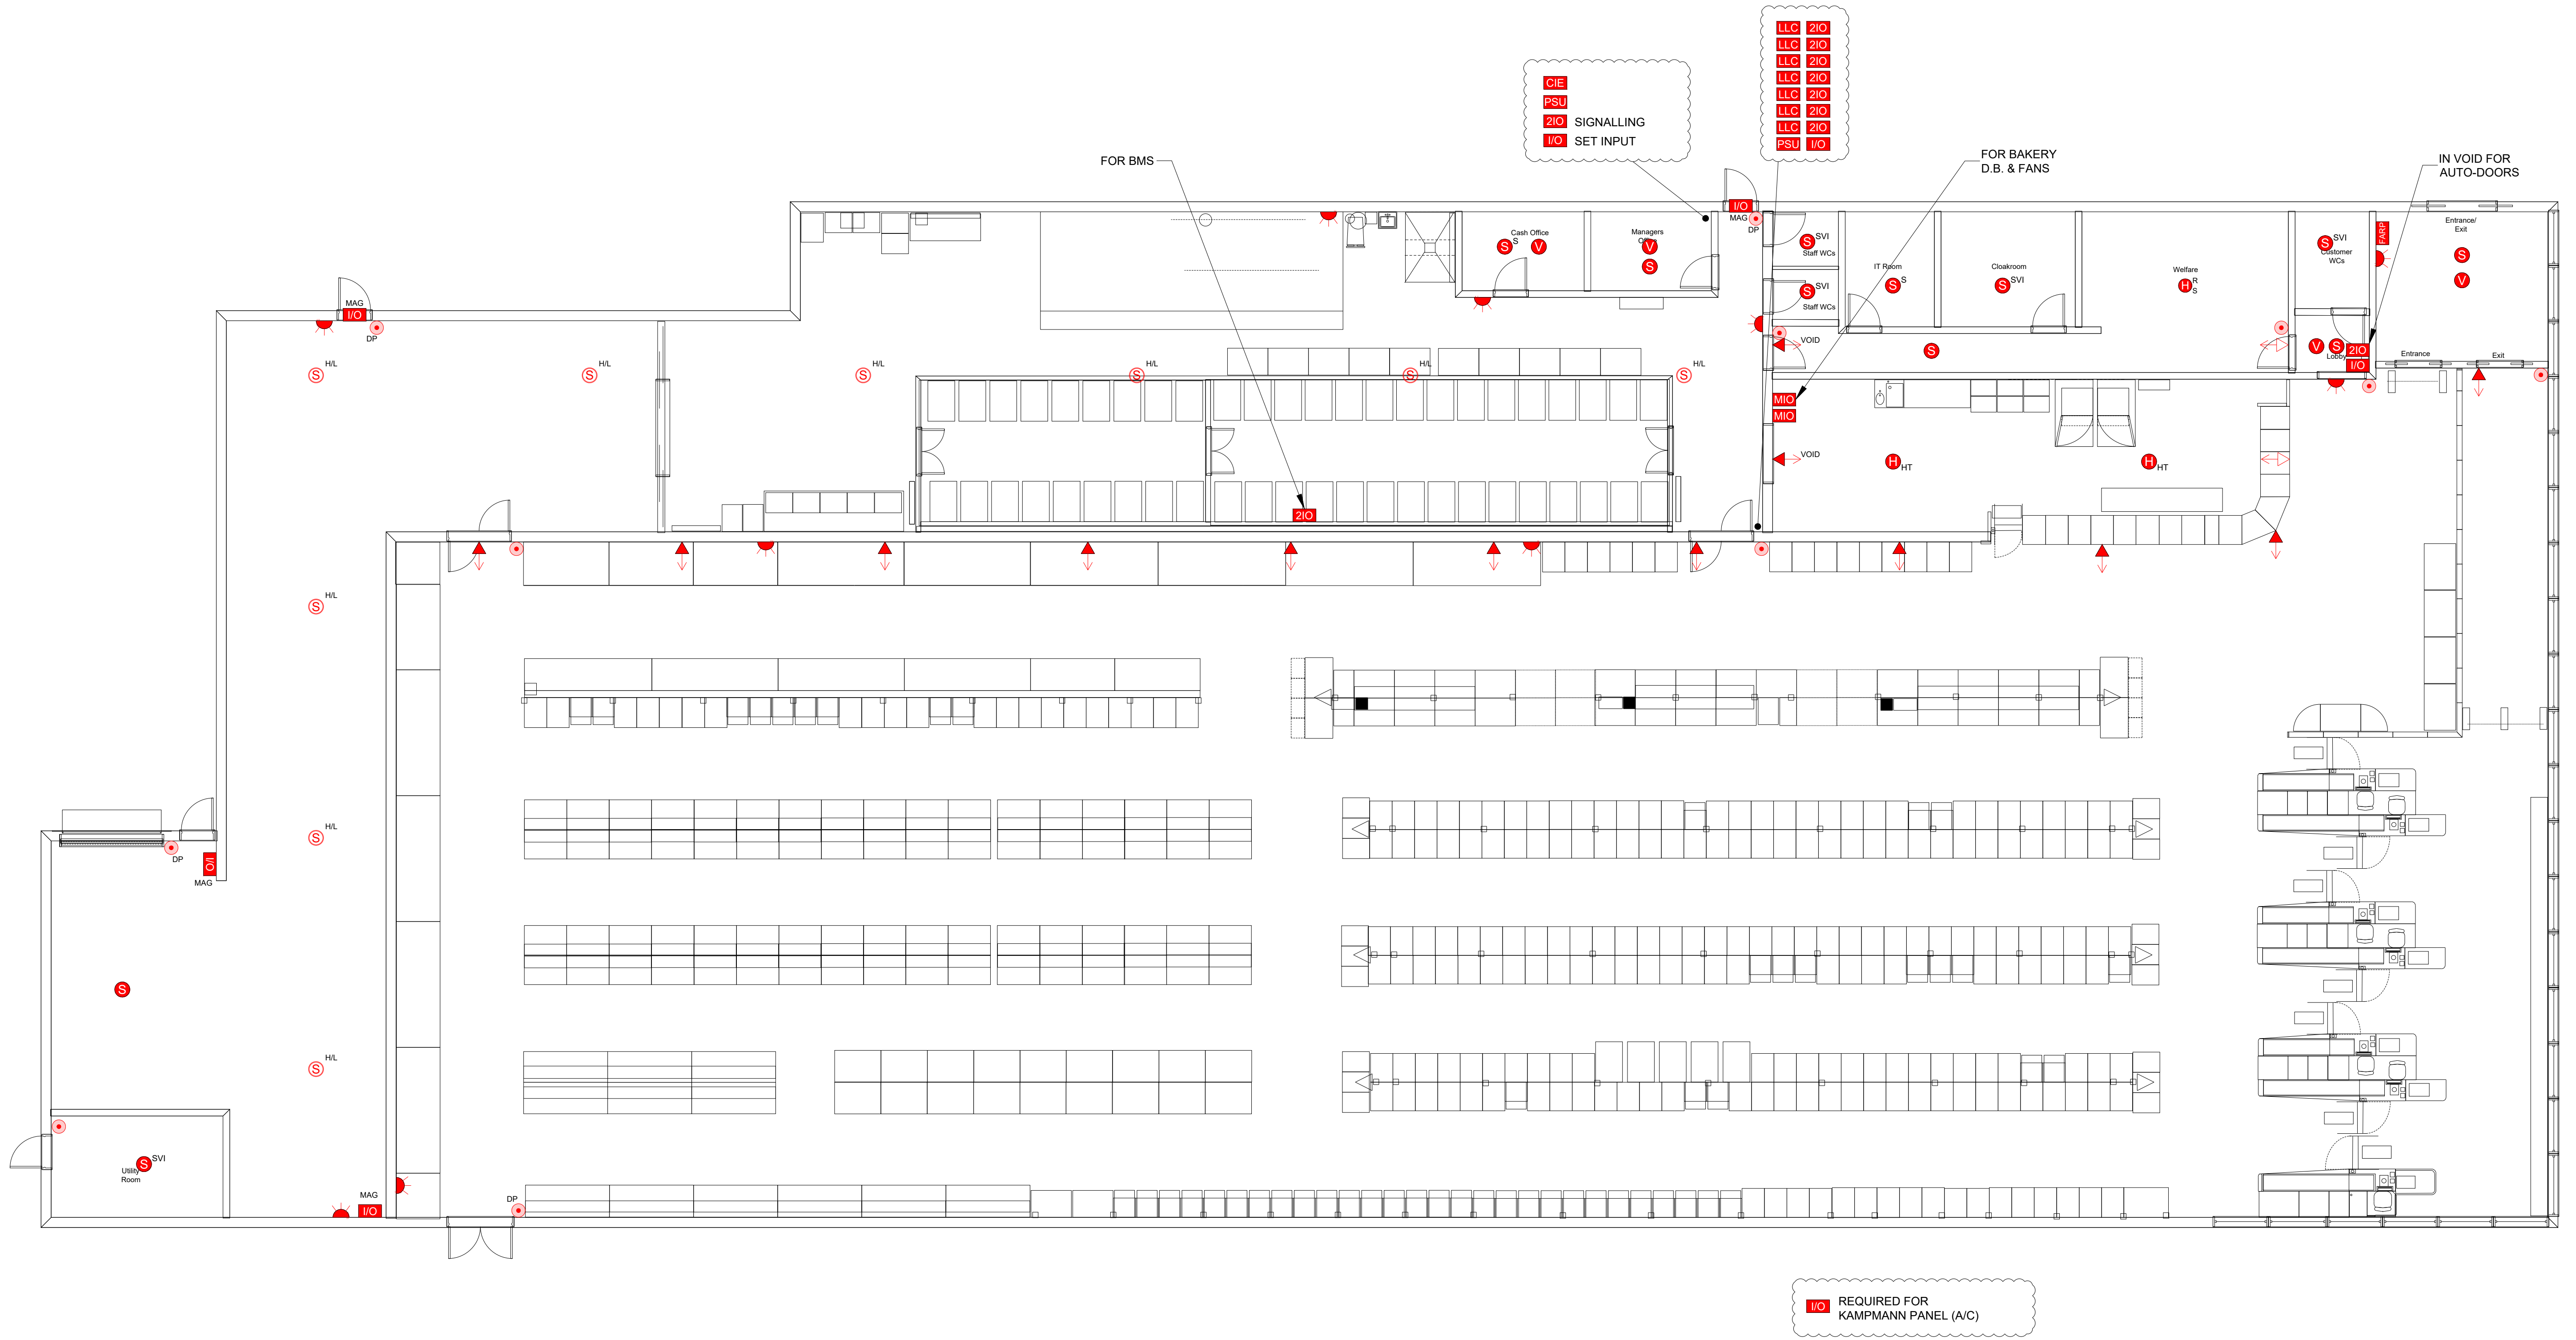 LLC 2IO
LLC 2IO
LLC 2IO
LLC 2IO
LLC 2IO
LLC 2IO
LLC 2IO
PSU I/O
CIE
PSU
2IO SIGNALLING
I/O SET INPUT
FOR BMS
FOR BAKERY
D.B. & FANS
IN VOID FOR
AUTO-DOORS
I/O
MAG
DP
Cash Office
S S V
Managers
V
S
S SVI
Staff WCs
S SVI
Staff WCs
IT Room
S S
Cloakroom
S SVI
Welfare
H R
S
S SVI
Customer
WCs
FARP
Entrance/
Exit
S
V
MAG
I/O
DP
VOID
S
V S 2IO
Lobby I/O
Entrance
Exit
S H/L
S H/L
S H/L
S H/L
S H/L
S H/L
MIO
MIO
VOID
H HT
H HT
2IO
S H/L
S H/L
DP
I/O
MAG
S
S H/L
S SVI
Utility
Room
MAG
I/O
DP
I/O REQUIRED FOR
KAMPMANN PANEL (A/C)